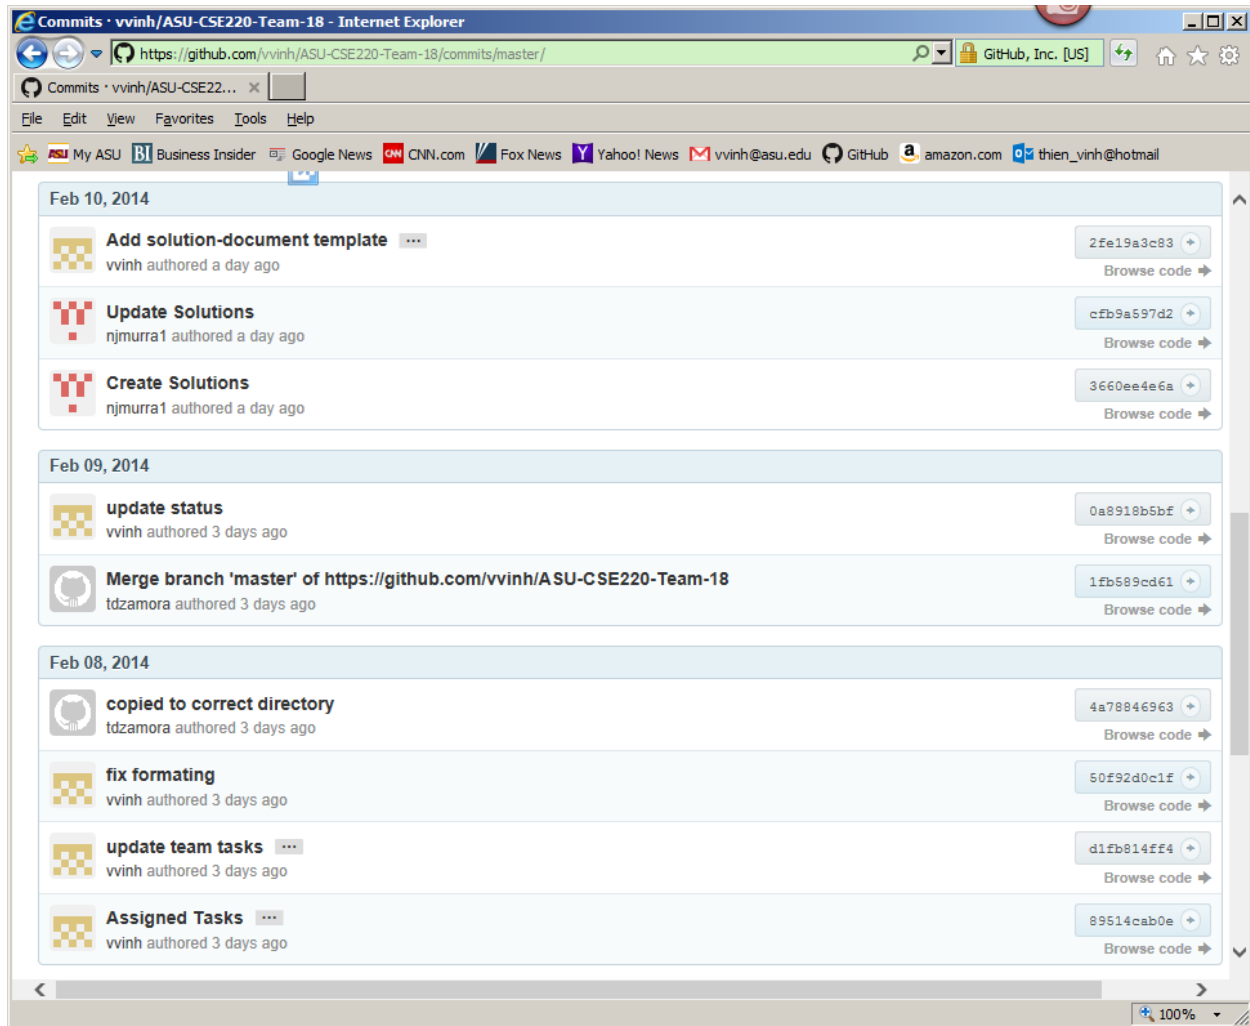 Commits · vvinh/ASU-CSE220-Team-18 - Internet Explorer
https://github.com/vvinh/ASU-CSE220-Team-18/commits/master/
GitHub, Inc. [US]
Commits · vvinh/ASU-CSE22...
File Edit View Favorites Tools Help
ASU My ASU BI Business Insider Google News CNN CNN.com Fox News Y Yahoo! News vvinh@asu.edu GitHub a amazon.com thien_vinh@hotmail
Feb 10, 2014
Add solution-document template ...
2fe19a3c83
vvinh authored a day ago
Browse code
Update Solutions
cfb9a597d2
njmurra1 authored a day ago
Browse code
Create Solutions
3660ee4e6a
njmurra1 authored a day ago
Browse code
Feb 09, 2014
update status
0a8918b5bf
vvinh authored 3 days ago
Browse code
Merge branch 'master' of https://github.com/vvinh/ASU-CSE220-Team-18
1fb589cd61
tdzamora authored 3 days ago
Browse code
Feb 08, 2014
copied to correct directory
4a78846963
tdzamora authored 3 days ago
Browse code
fix formating
50f92d0c1f
vvinh authored 3 days ago
Browse code
update team tasks ...
d1fb814ff4
vvinh authored 3 days ago
Browse code
Assigned Tasks ...
89514cab0e
vvinh authored 3 days ago
Browse code
100%